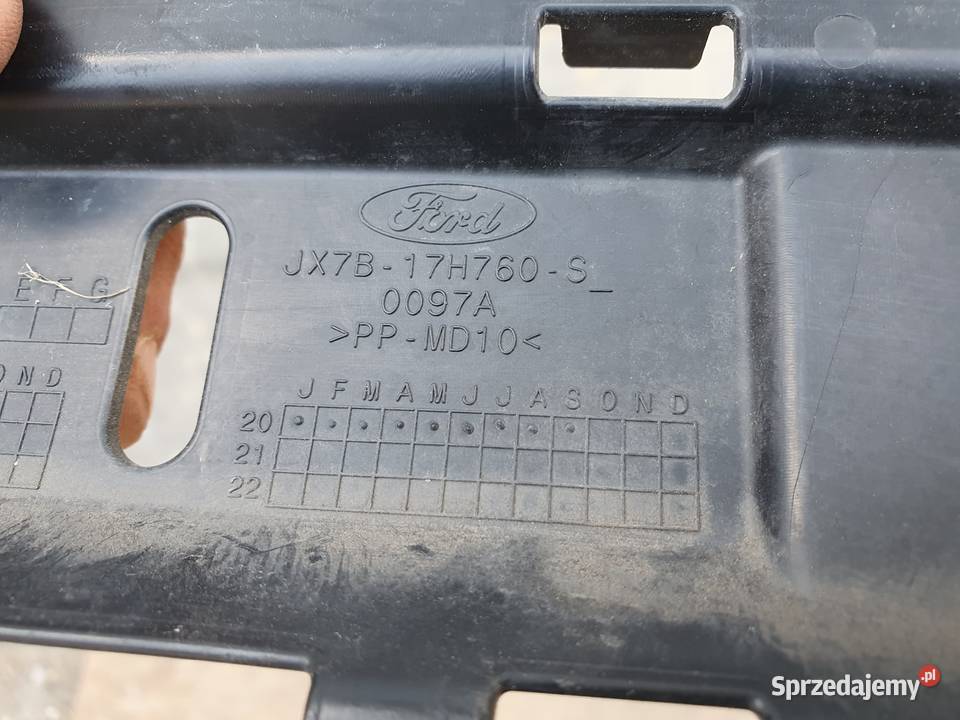 Ford
JX7B-17H760-S_
0097A
>PP-MD10<
E F G
O N D
J F M A M J J A S O N D
20
21
22
Sprzedajemy.pl